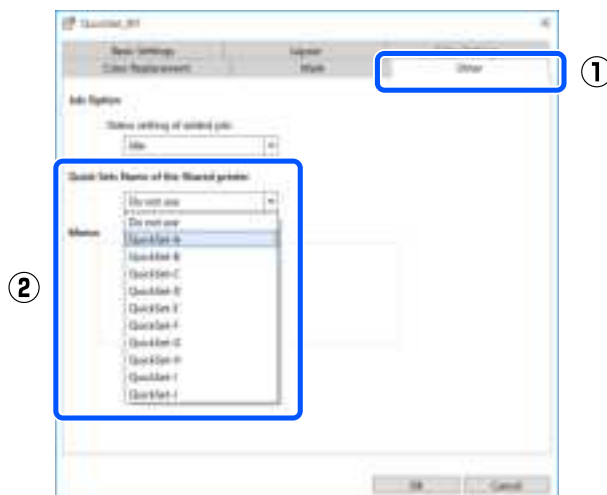 QuickSet_01
Basic Settings
Layout
Color Replacement
Mark
Other
①
Job Option
Status setting of added job
Idle
Quick Sets Name of the Shared printer
Do not use
Do not use
Memo
QuickSet-A
QuickSet-B
②
QuickSet-C
QuickSet-D
QuickSet-E
QuickSet-F
QuickSet-G
QuickSet-H
QuickSet-I
QuickSet-J
OK
Cancel